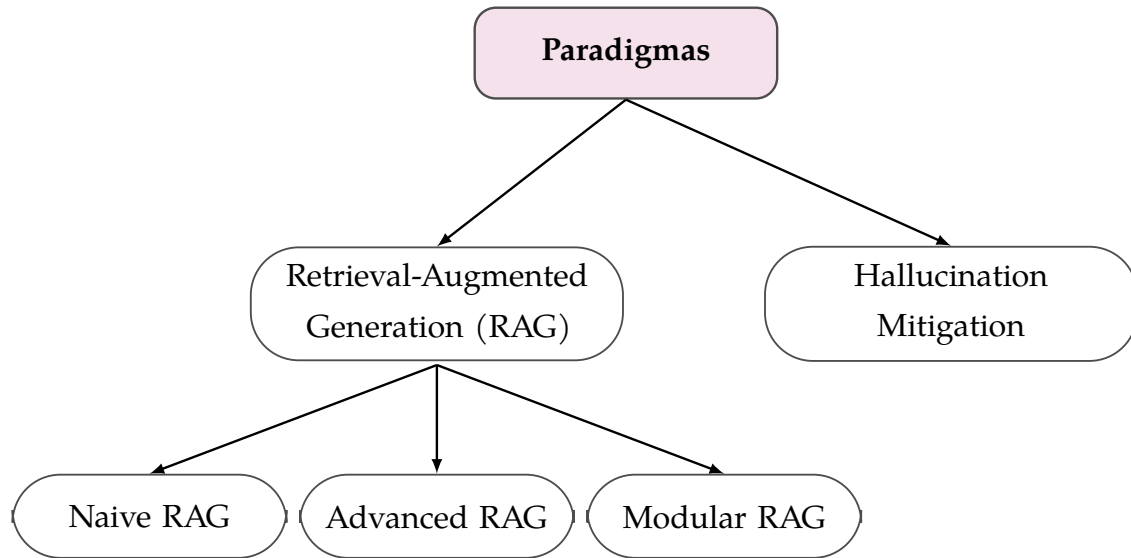 Paradigmas
Retrieval-Augmented
Generation (RAG)
Hallucination
Mitigation
Naive RAG
Advanced RAG
Modular RAG